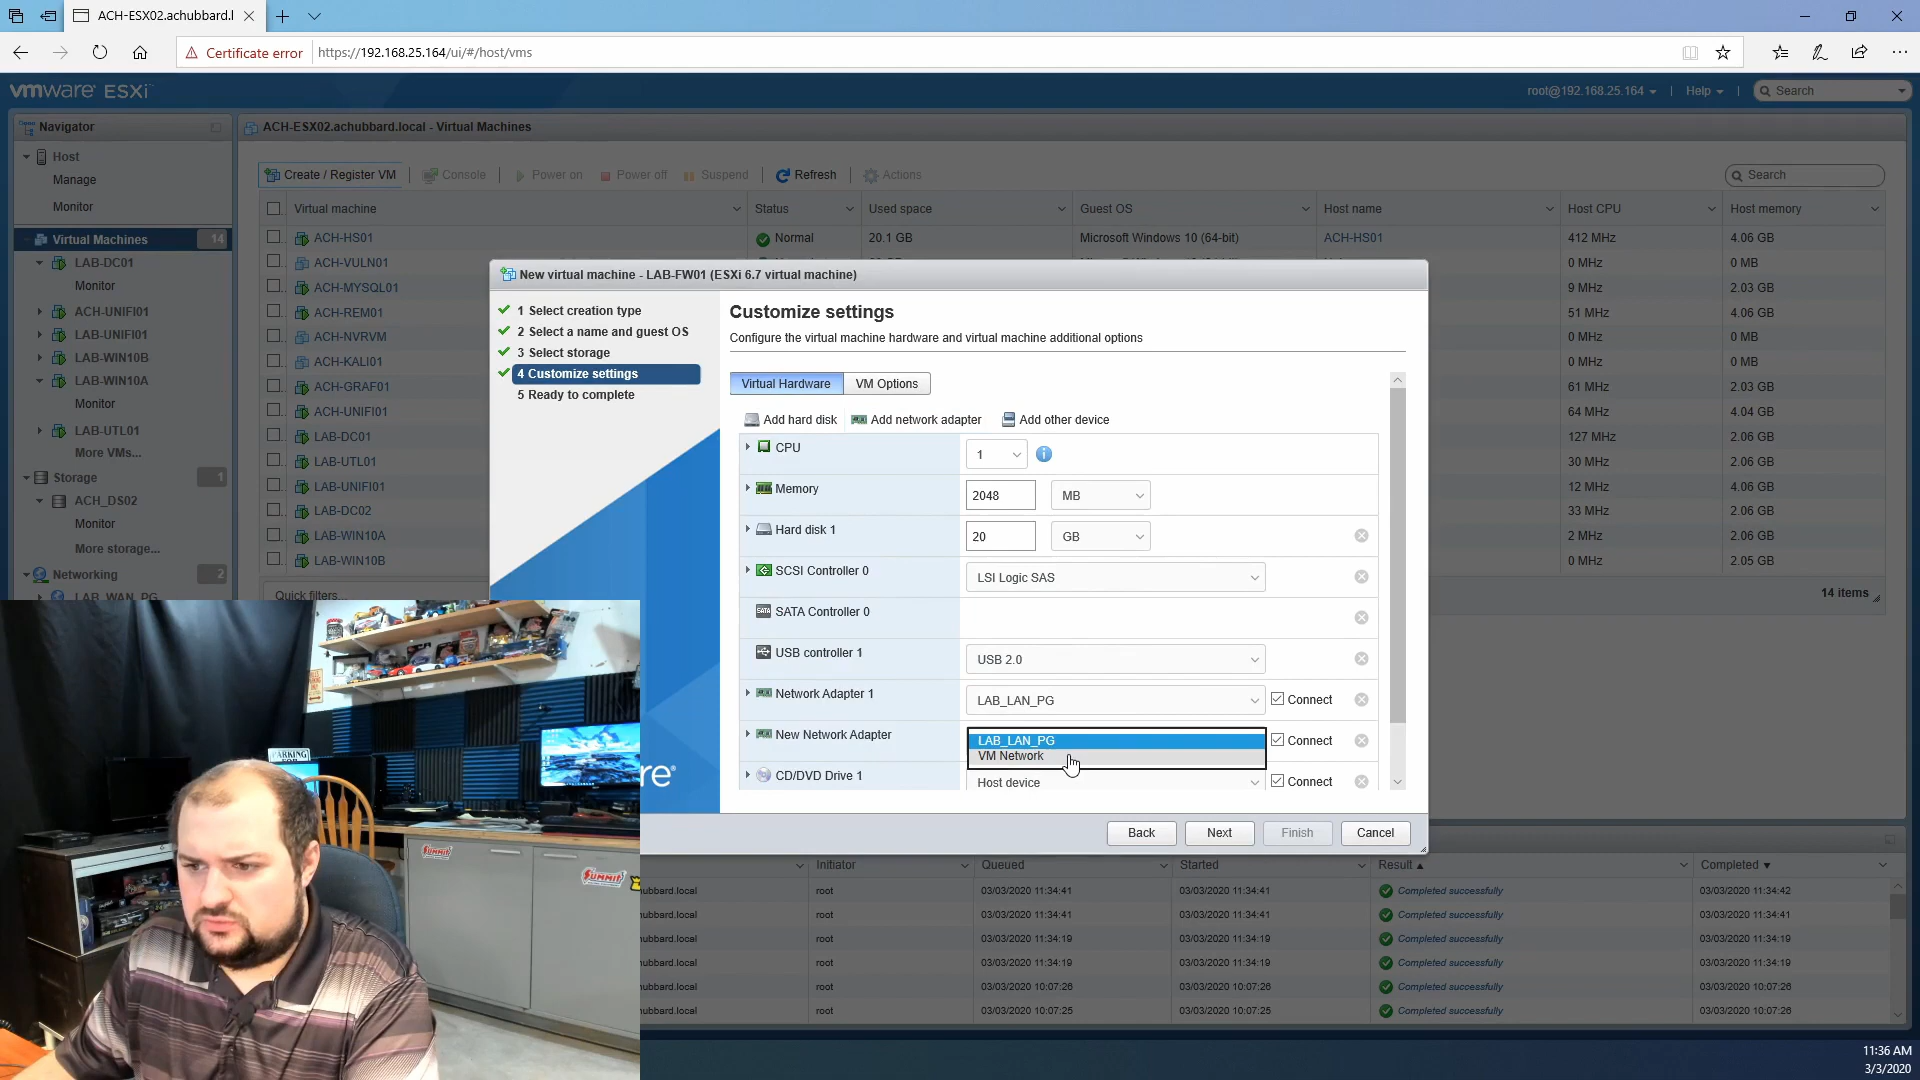 ACH-ESX02.achubbard.l
Certificate error
https://192.168.25.164/ui/#/host/vms
vmware ESXi
root@192.168.25.164
Help
Search
Navigator
ACH-ESX02.achubbard.local - Virtual Machines
Host
Manage
Monitor
Virtual Machines 14
LAB-DC01
Monitor
ACH-UNIFI01
LAB-UNIFI01
LAB-WIN10B
LAB-WIN10A
Monitor
LAB-UTL01
More VMs...
Storage 1
ACH_DS02
Monitor
More storage...
Networking 2
LAB_WAN_PG
Create / Register VM
Console
Power on
Power off
Suspend
Refresh
Actions
Search
Virtual machine Status Used space Guest OS Host name Host CPU Host memory
ACH-HS01 Normal 20.1 GB Microsoft Windows 10 (64-bit) ACH-HS01 412 MHz 4.06 GB
ACH-VULN01 0 MHz 0 MB
ACH-MYSQL01 9 MHz 2.03 GB
ACH-REM01 51 MHz 4.06 GB
ACH-NVRVM 0 MHz 0 MB
ACH-KALI01 0 MHz 0 MB
ACH-GRAF01 61 MHz 2.03 GB
ACH-UNIFI01 64 MHz 4.04 GB
LAB-DC01 127 MHz 2.06 GB
LAB-UTL01 30 MHz 2.06 GB
LAB-UNIFI01 12 MHz 4.06 GB
LAB-DC02 33 MHz 2.06 GB
LAB-WIN10A 2 MHz 2.06 GB
LAB-WIN10B 0 MHz 2.05 GB
Quick filters...
14 items
New virtual machine - LAB-FW01 (ESXi 6.7 virtual machine)
1 Select creation type
2 Select a name and guest OS
3 Select storage
4 Customize settings
5 Ready to complete
Customize settings
Configure the virtual machine hardware and virtual machine additional options
Virtual Hardware
VM Options
Add hard disk
Add network adapter
Add other device
CPU 1
Memory 2048 MB
Hard disk 1 20 GB
SCSI Controller 0 LSI Logic SAS
SATA Controller 0
USB controller 1 USB 2.0
Network Adapter 1 LAB_LAN_PG Connect
New Network Adapter LAB_LAN_PG Connect
VM Network
CD/DVD Drive 1 Host device Connect
re®
Back
Next
Finish
Cancel
Initiator Queued Started Result Completed
ubbard.local root 03/03/2020 11:34:41 03/03/2020 11:34:41 Completed successfully 03/03/2020 11:34:42
ubbard.local root 03/03/2020 11:34:41 03/03/2020 11:34:41 Completed successfully 03/03/2020 11:34:41
ubbard.local root 03/03/2020 11:34:19 03/03/2020 11:34:19 Completed successfully 03/03/2020 11:34:19
ubbard.local root 03/03/2020 11:34:19 03/03/2020 11:34:19 Completed successfully 03/03/2020 11:34:19
ubbard.local root 03/03/2020 10:07:26 03/03/2020 10:07:26 Completed successfully 03/03/2020 10:07:26
ubbard.local root 03/03/2020 10:07:25 03/03/2020 10:07:25 Completed successfully 03/03/2020 10:07:26
PARKING
Summit
Summit
11:36 AM
3/3/2020